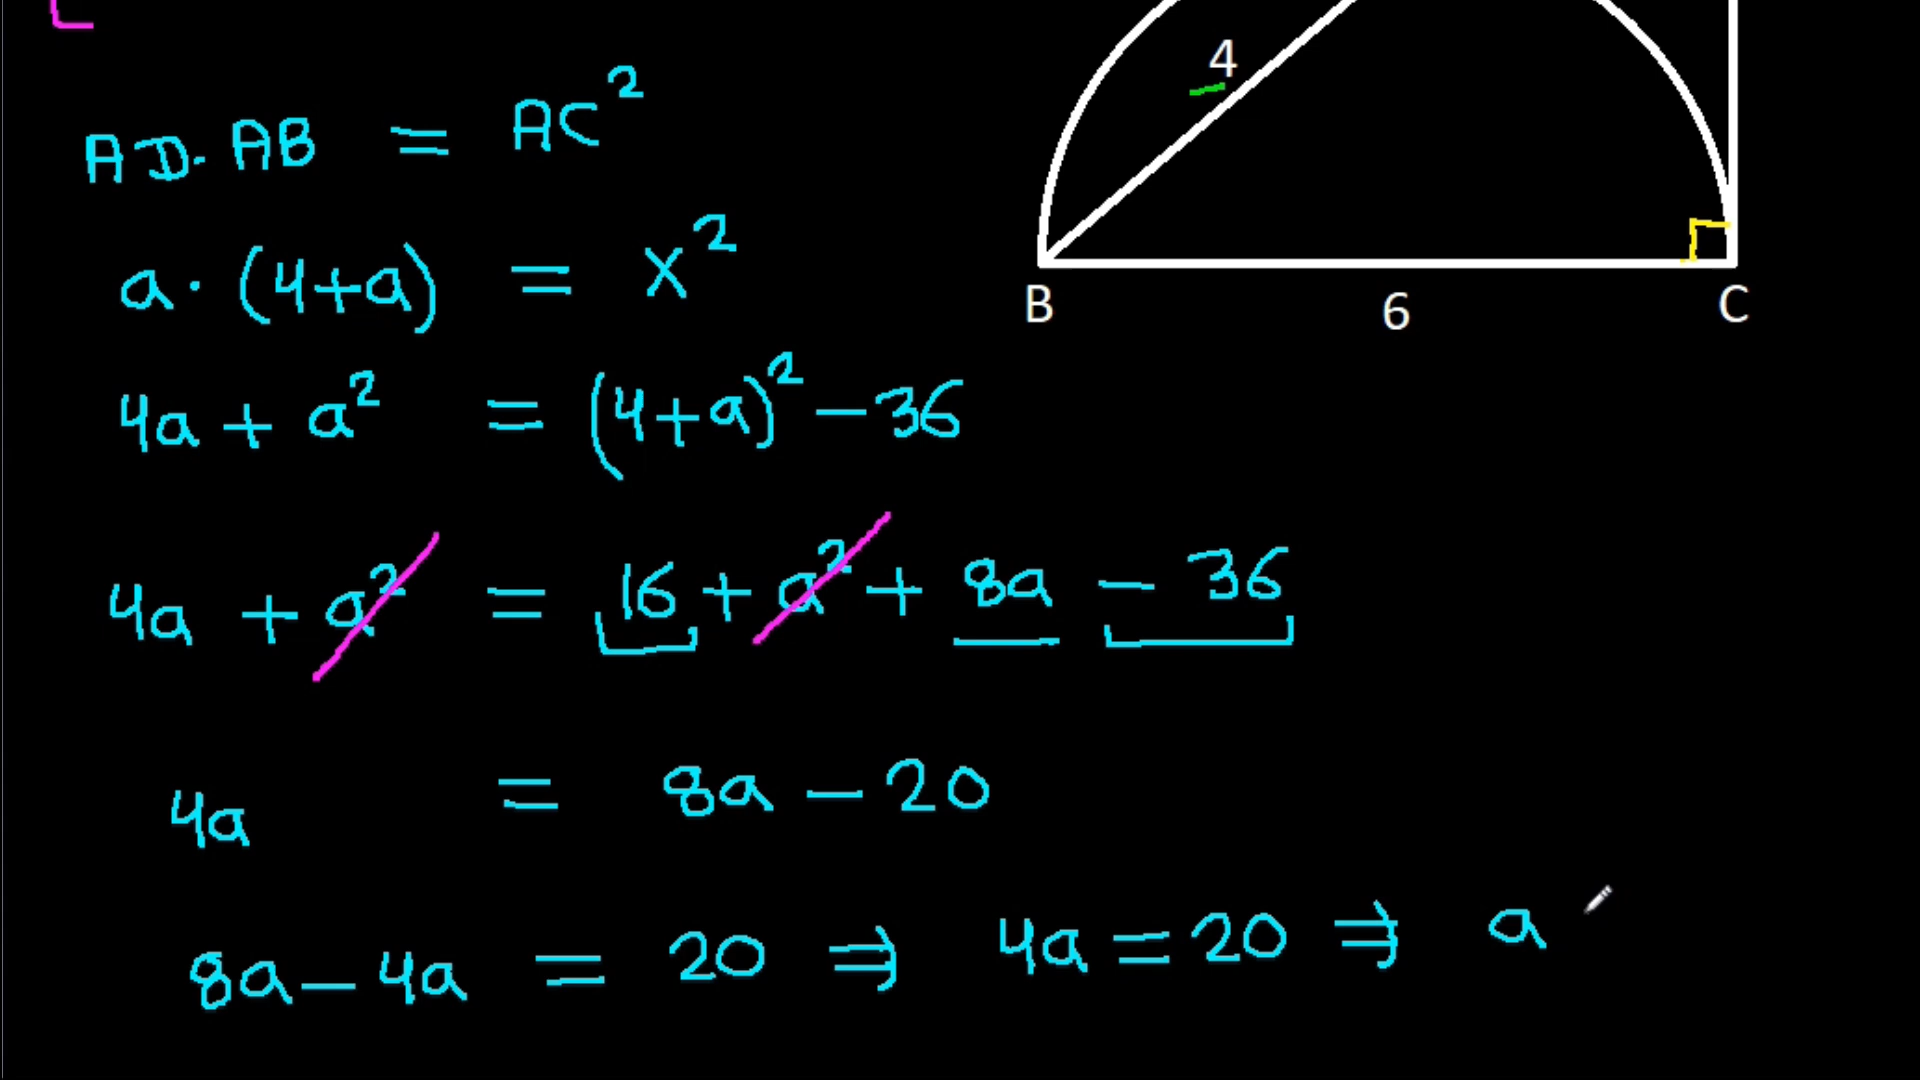 4
AD. AB = AC²
a · (4+a) = x²
B 6 C
4a + a² = (4+a)² − 36
4a + a² = 16 + a² + 8a − 36
4a = 8a − 20
8a − 4a = 20 ⇒ 4a = 20 ⇒ a